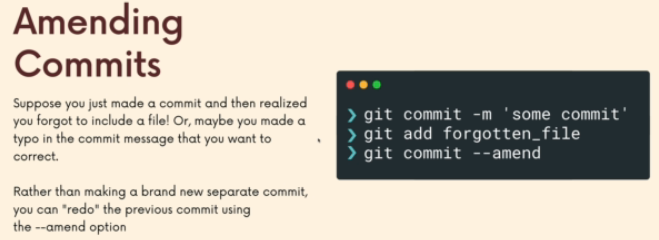 Amending
Commits
Suppose you just made a commit and then realized
you forgot to include a file! Or, maybe you made a
typo in the commit message that you want to
correct.
Rather than making a brand new separate commit,
you can "redo" the previous commit using
the --amend option
❯ git commit -m 'some commit'
❯ git add forgotten_file
❯ git commit --amend